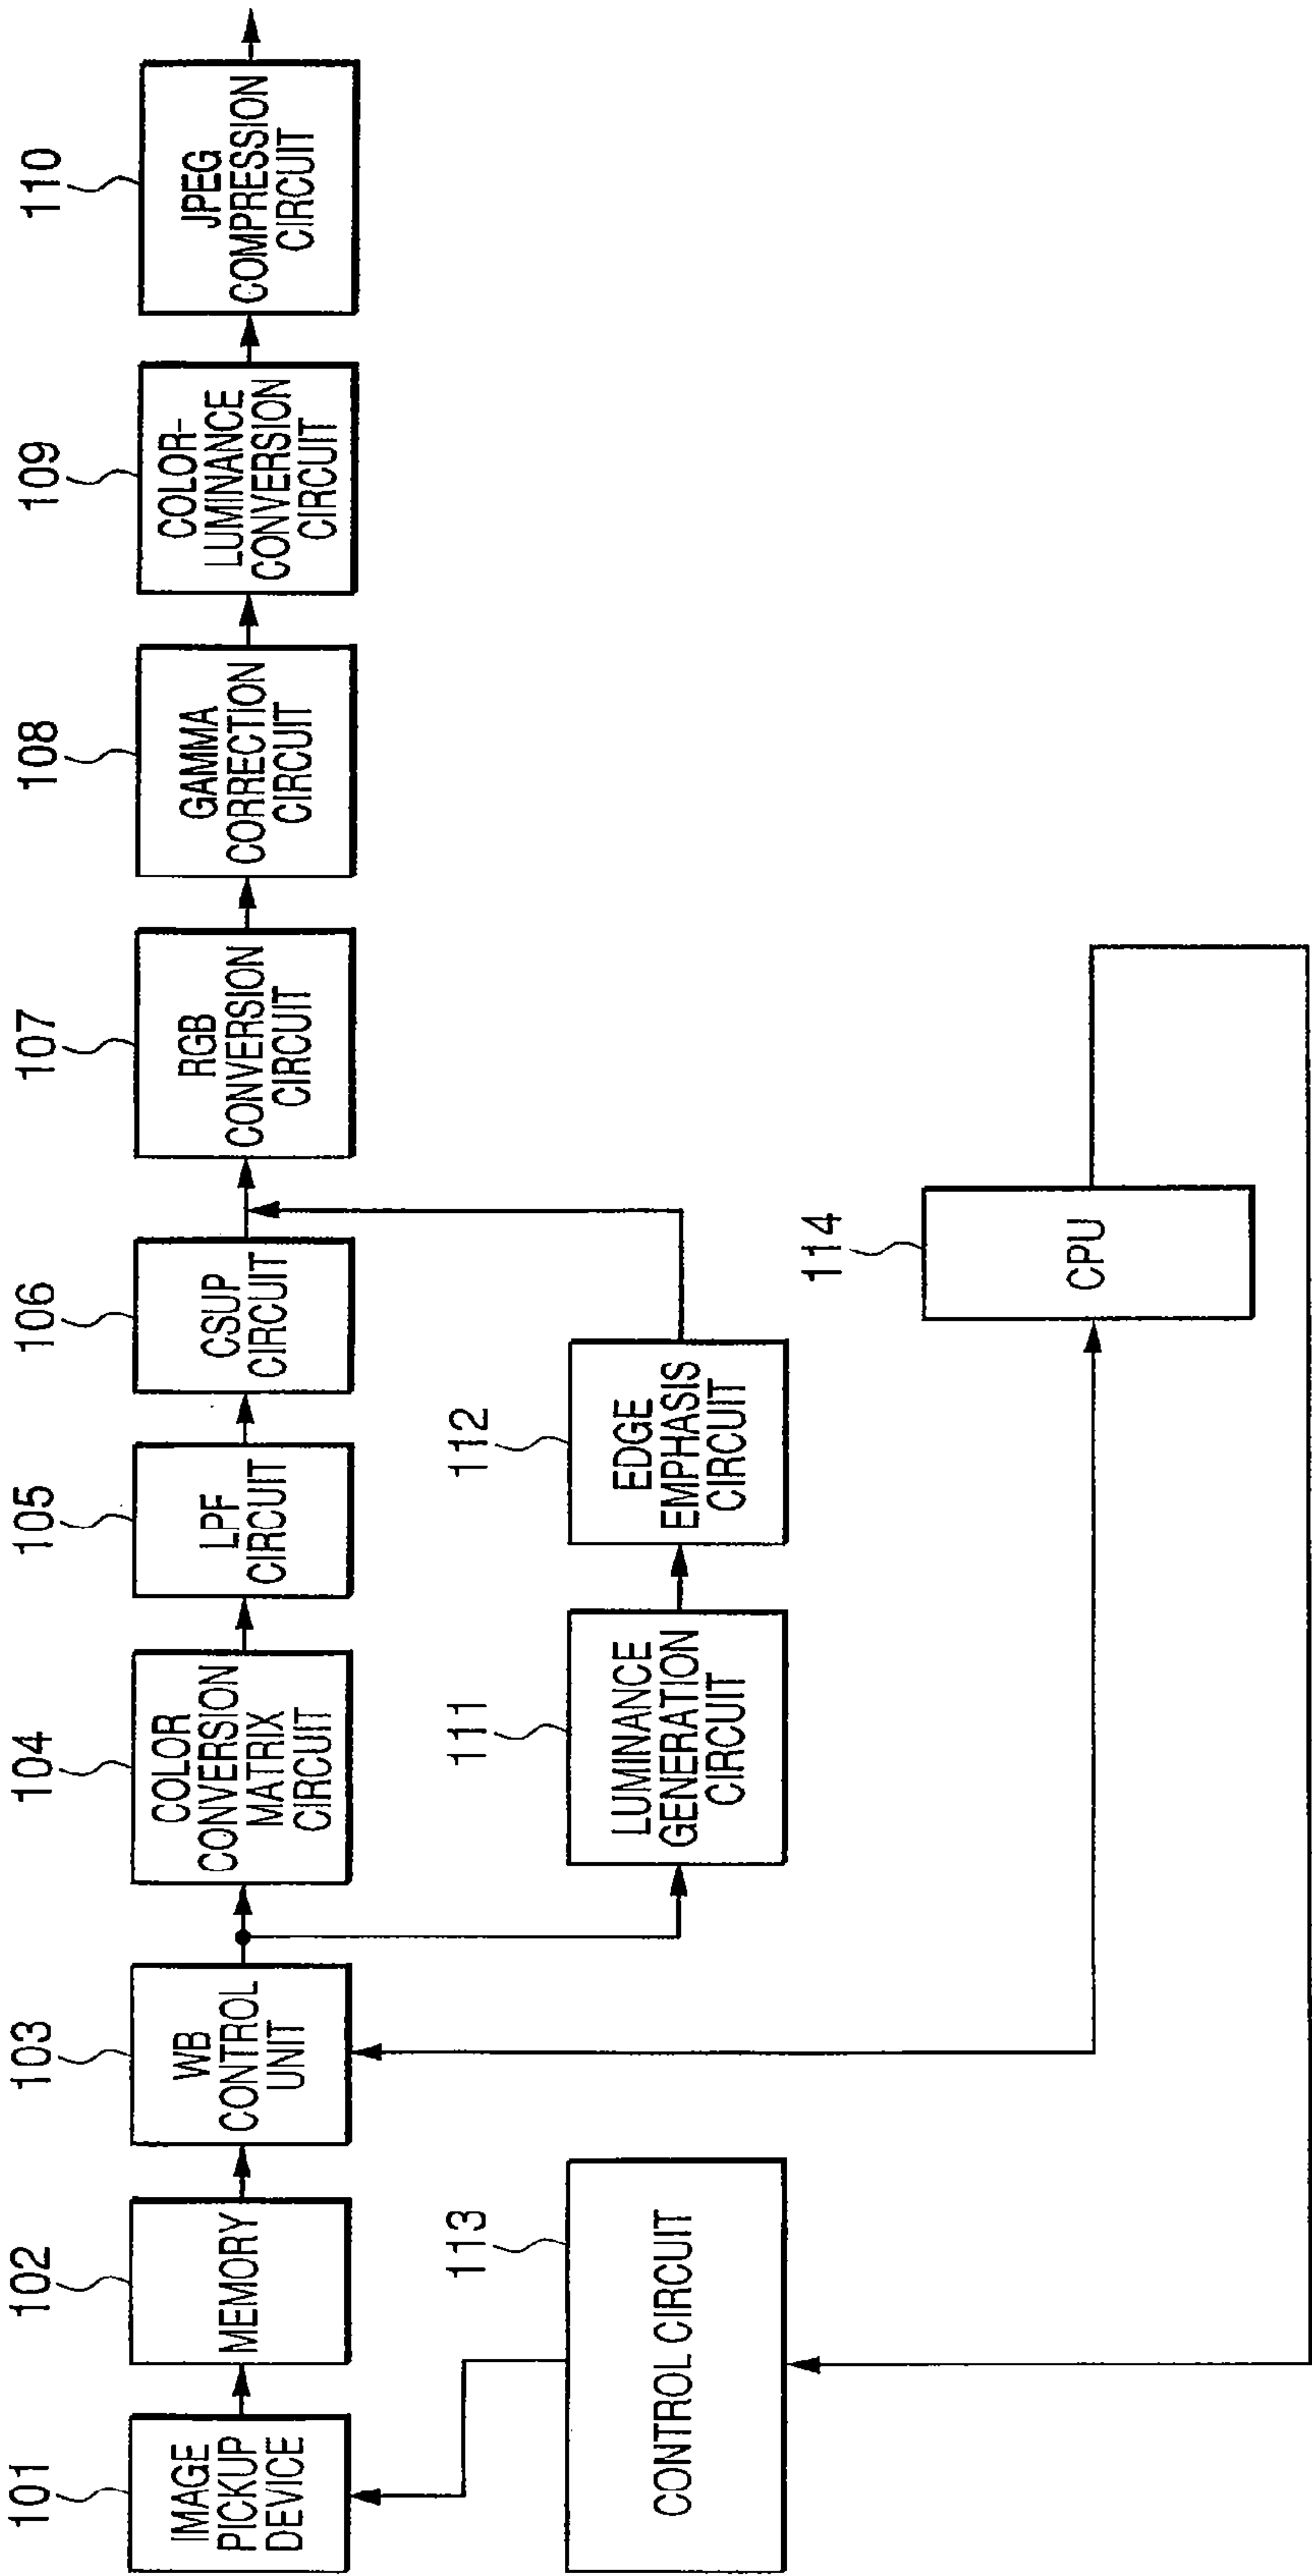 101
IMAGE
PICKUP
DEVICE
102
MEMORY
103
WB
CONTROL
UNIT
104
COLOR
CONVERSION
MATRIX
CIRCUIT
105
LPF
CIRCUIT
106
CSUP
CIRCUIT
107
RGB
CONVERSION
CIRCUIT
108
GAMMA
CORRECTION
CIRCUIT
109
COLOR-
LUMINANCE
CONVERSION
CIRCUIT
110
JPEG
COMPRESSION
CIRCUIT
111
LUMINANCE
GENERATION
CIRCUIT
112
EDGE
EMPHASIS
CIRCUIT
113
CONTROL CIRCUIT
114
CPU